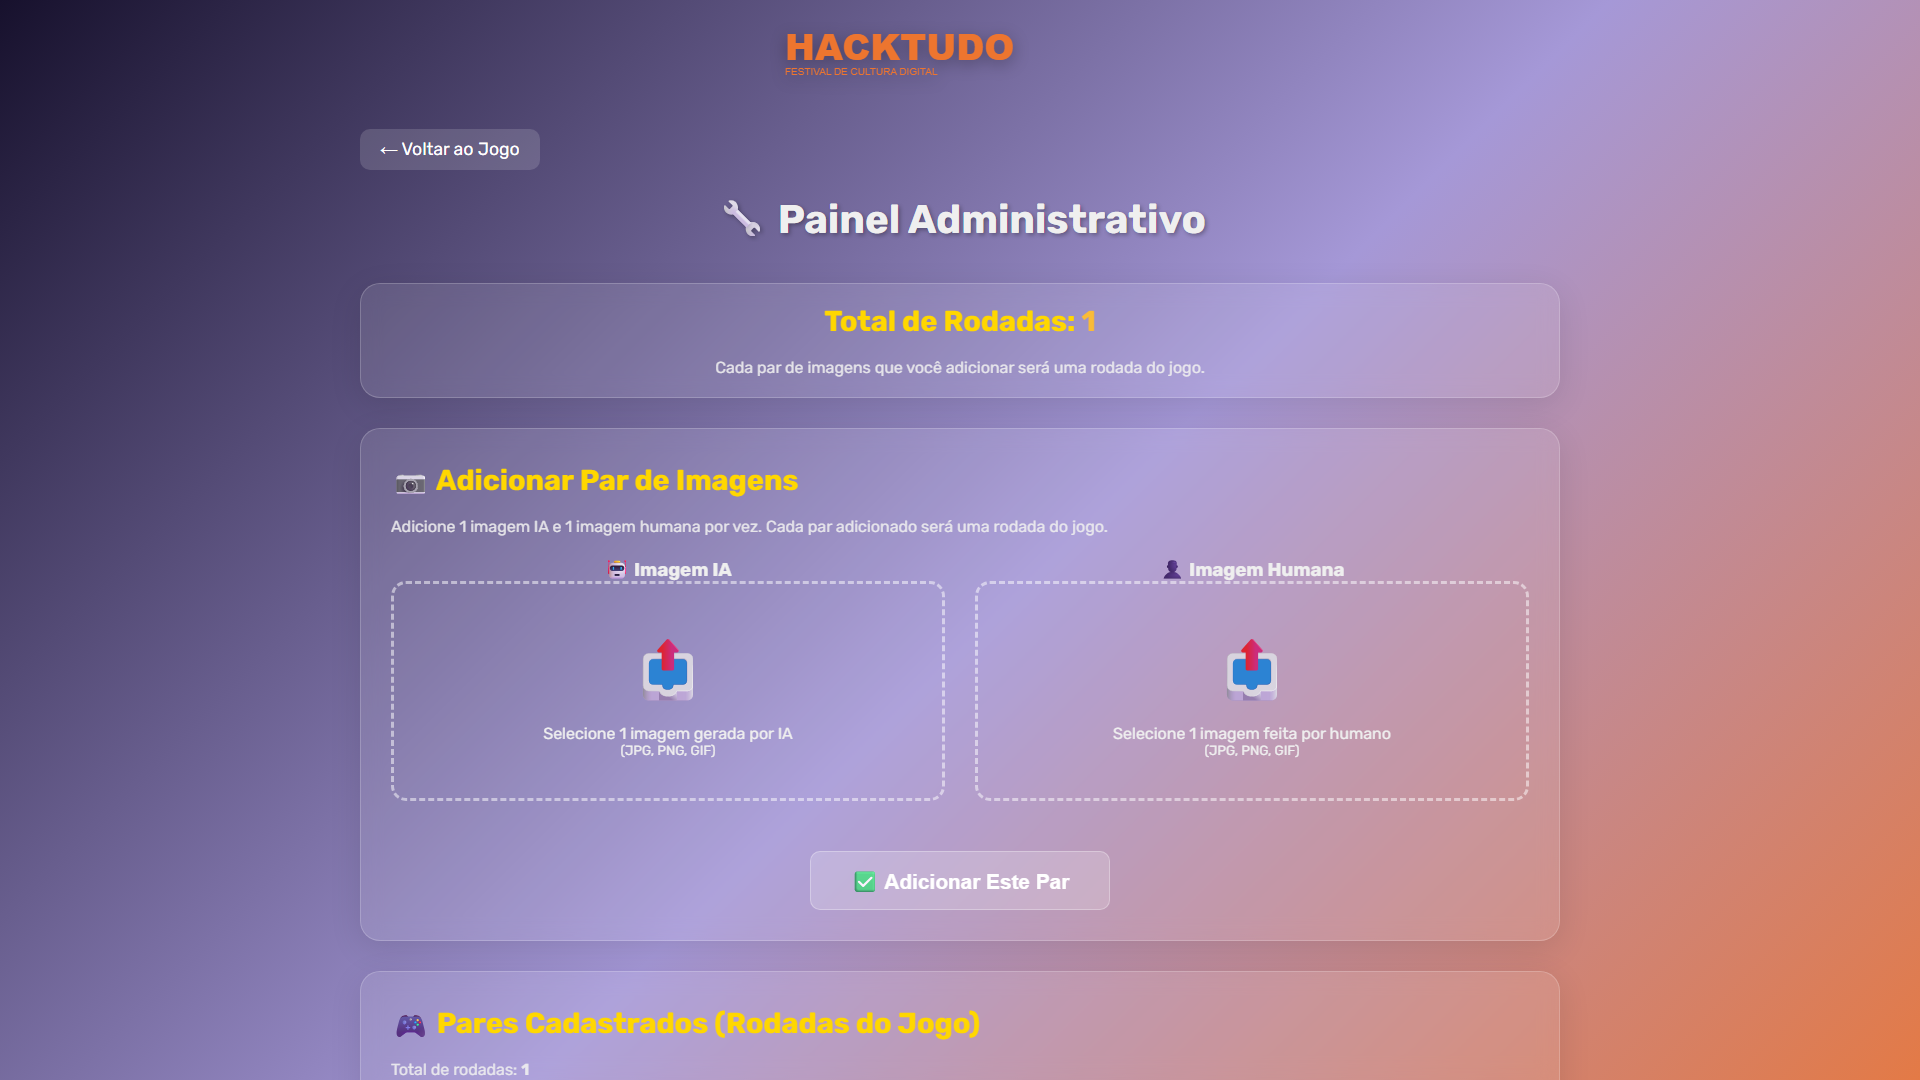 HACKTUDO
FESTIVAL DE CULTURA DIGITAL
← Voltar ao Jogo
Painel Administrativo
Total de Rodadas: 1
Cada par de imagens que você adicionar será uma rodada do jogo.
Adicionar Par de Imagens
Adicione 1 imagem IA e 1 imagem humana por vez. Cada par adicionado será uma rodada do jogo.
Imagem IA
Selecione 1 imagem gerada por IA
(JPG, PNG, GIF)
Imagem Humana
Selecione 1 imagem feita por humano
(JPG, PNG, GIF)
Adicionar Este Par
Pares Cadastrados (Rodadas do Jogo)
Total de rodadas: 1